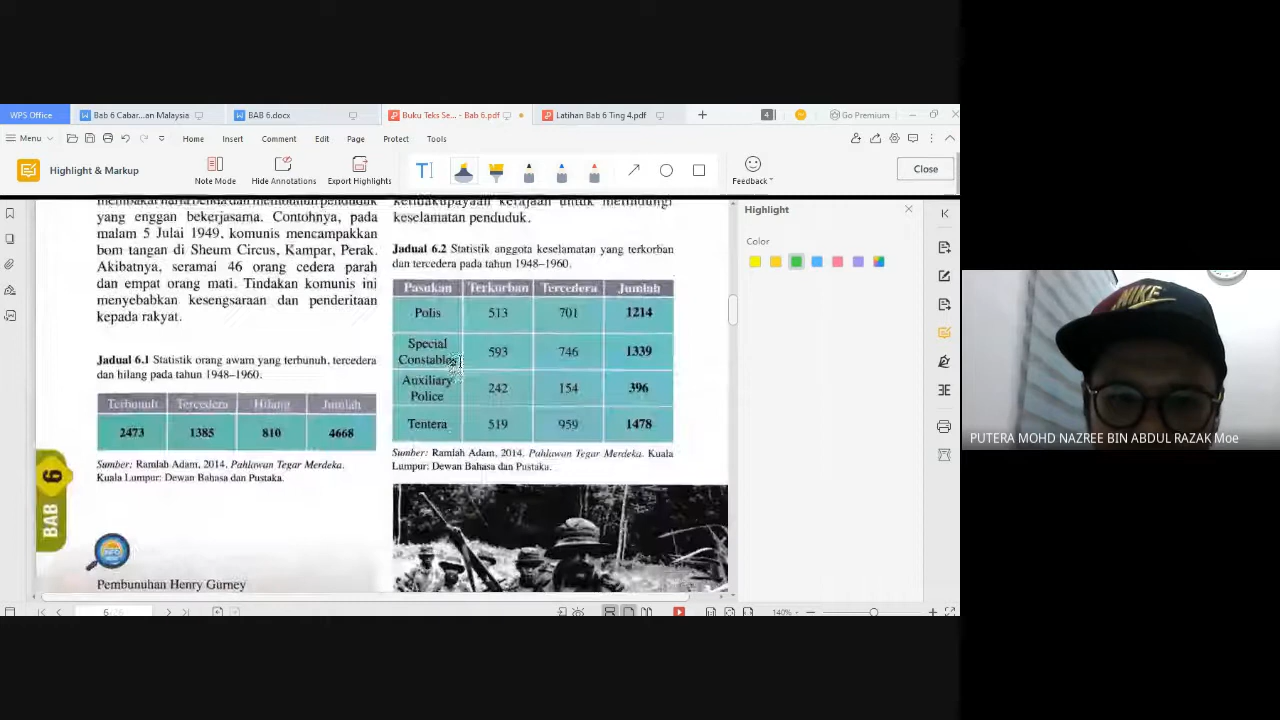 WPS Office
Bab 6 Cabar...an Malaysia
BAB 6.docx
Buku Teks Se... - Bab 6.pdf
Latihan Bab 6 Ting 4.pdf
4
Go Premium
Menu
Home
Insert
Comment
Edit
Page
Protect
Tools
Highlight & Markup
Note Mode
Hide Annotations
Export Highlights
Feedback
Close
yang enggan bekerjasama. Contohnya, pada
malam 5 Julai 1949, komunis mencampakkan
bom tangan di Sheum Circus, Kampar, Perak.
Akibatnya, seramai 46 orang cedera parah
dan empat orang mati. Tindakan komunis ini
menyebabkan kesengsaraan dan penderitaan
kepada rakyat.
Jadual 6.1 Statistik orang awam yang terbunuh, tercedera
dan hilang pada tahun 1948–1960.
Terbunuh Tercedera Hilang Jumlah
2473 1385 810 4668
Sumber: Ramlah Adam, 2014. Pahlawan Tegar Merdeka.
Kuala Lumpur: Dewan Bahasa dan Pustaka.
BAB 6
Pembunuhan Henry Gurney
kerajaan untuk melindungi
keselamatan penduduk.
Jadual 6.2 Statistik anggota keselamatan yang terkorban
dan tercedera pada tahun 1948–1960.
Pasukan Terkorban Tercedera Jumlah
Polis 513 701 1214
Special
Constables 593 746 1339
Auxiliary
Police 242 154 396
Tentera 519 959 1478
Sumber: Ramlah Adam, 2014. Pahlawan Tegar Merdeka. Kuala
Lumpur: Dewan Bahasa dan Pustaka.
Highlight
Color
140%
NIKE
PUTERA MOHD NAZREE BIN ABDUL RAZAK Moe